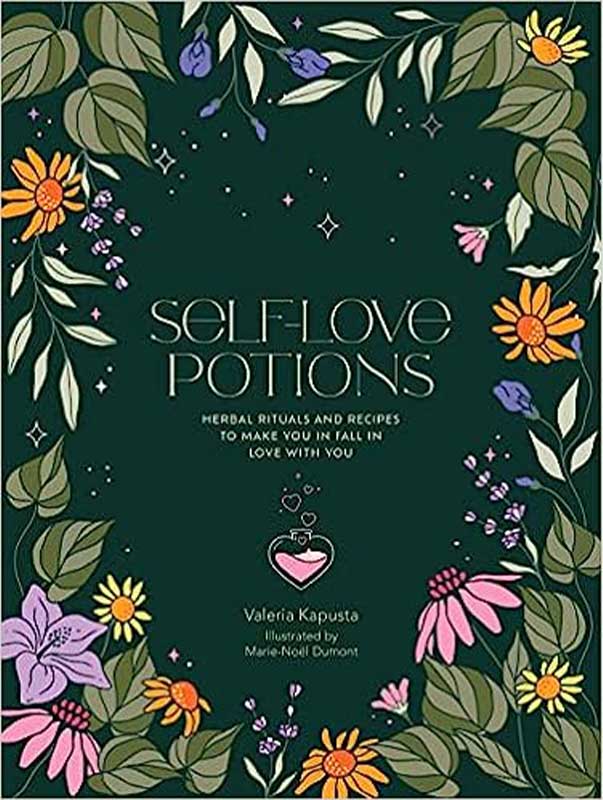 SELF-LOVE
POTIONS
HERBAL RITUALS AND RECIPES
TO MAKE YOU IN FALL IN
LOVE WITH YOU
Valeria Kapusta
Illustrated by
Marie-Noël Dumont